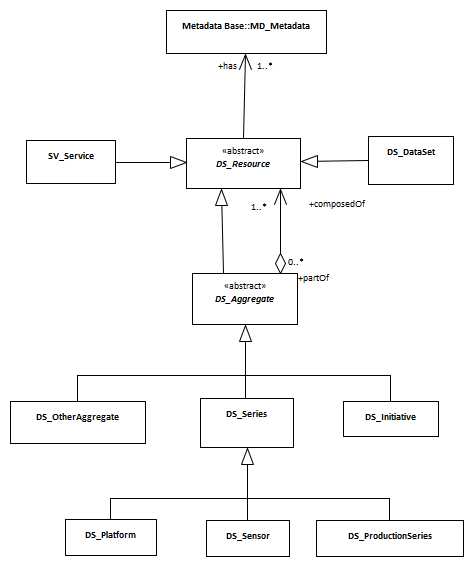 Metadata Base::MD_Metadata
+has
1..*
«abstract»
DS_Resource
SV_Service
DS_DataSet
1..*
+composedOf
0..*
+partOf
«abstract»
DS_Aggregate
DS_OtherAggregate
DS_Series
DS_Initiative
DS_Platform
DS_Sensor
DS_ProductionSeries